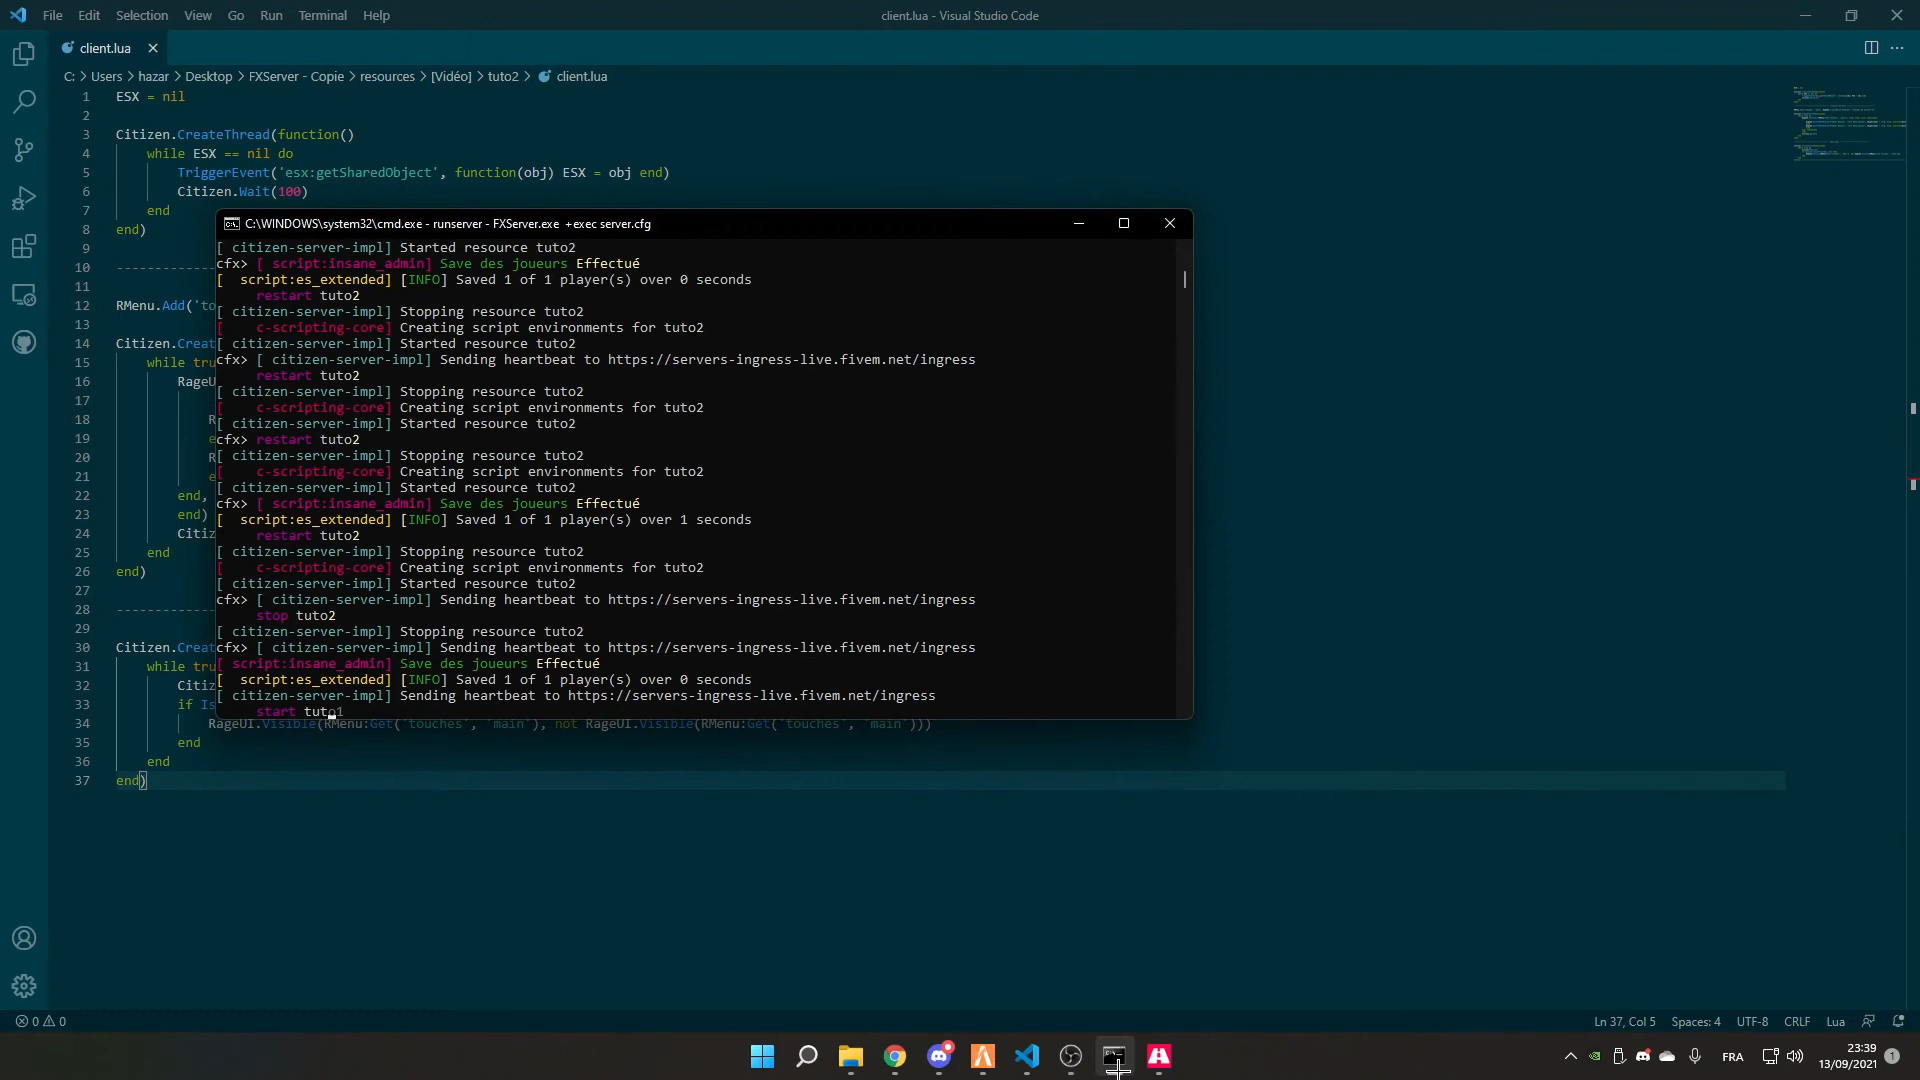 File Edit Selection View Go Run Terminal Help
client.lua - Visual Studio Code
client.lua
C: > Users > hazar > Desktop > FXServer - Copie > resources > [Vidéo] > tuto2 > client.lua
1 ESX = nil
2
3 Citizen.CreateThread(function()
4 while ESX == nil do
5 TriggerEvent('esx:getSharedObject', function(obj) ESX = obj end)
6 Citizen.Wait(100)
7 end
8 end)
9
10 ---------------
11
12 RMenu.Add('to
13
14 Citizen.Creat
15 while tru
16 RageU
17
18 R
19 e
20 R
21 e
22 end,
23 end)
24 Citiz
25 end
26 end)
27
28 ---------------
29
30 Citizen.Creat
31 while tru
32 Citiz
33 if Is
34 RageUI.Visible(RMenu:Get('touches', 'main'), not RageUI.Visible(RMenu:Get('touches', 'main')))
35 end
36 end
37 end)
C:\WINDOWS\system32\cmd.exe - runserver - FXServer.exe +exec server.cfg
[ citizen-server-impl] Started resource tuto2
cfx> [ script:insane_admin] Save des joueurs Effectué
[ script:es_extended] [INFO] Saved 1 of 1 player(s) over 0 seconds
restart tuto2
[ citizen-server-impl] Stopping resource tuto2
[ c-scripting-core] Creating script environments for tuto2
[ citizen-server-impl] Started resource tuto2
cfx> [ citizen-server-impl] Sending heartbeat to https://servers-ingress-live.fivem.net/ingress
restart tuto2
[ citizen-server-impl] Stopping resource tuto2
[ c-scripting-core] Creating script environments for tuto2
[ citizen-server-impl] Started resource tuto2
cfx> restart tuto2
[ citizen-server-impl] Stopping resource tuto2
[ c-scripting-core] Creating script environments for tuto2
[ citizen-server-impl] Started resource tuto2
cfx> [ script:insane_admin] Save des joueurs Effectué
[ script:es_extended] [INFO] Saved 1 of 1 player(s) over 1 seconds
restart tuto2
[ citizen-server-impl] Stopping resource tuto2
[ c-scripting-core] Creating script environments for tuto2
[ citizen-server-impl] Started resource tuto2
cfx> [ citizen-server-impl] Sending heartbeat to https://servers-ingress-live.fivem.net/ingress
stop tuto2
[ citizen-server-impl] Stopping resource tuto2
cfx> [ citizen-server-impl] Sending heartbeat to https://servers-ingress-live.fivem.net/ingress
[ script:insane_admin] Save des joueurs Effectué
[ script:es_extended] [INFO] Saved 1 of 1 player(s) over 0 seconds
[ citizen-server-impl] Sending heartbeat to https://servers-ingress-live.fivem.net/ingress
start tuto1
0 0
Ln 37, Col 5 Spaces: 4 UTF-8 CRLF Lua
FRA
23:39
13/09/2021
1